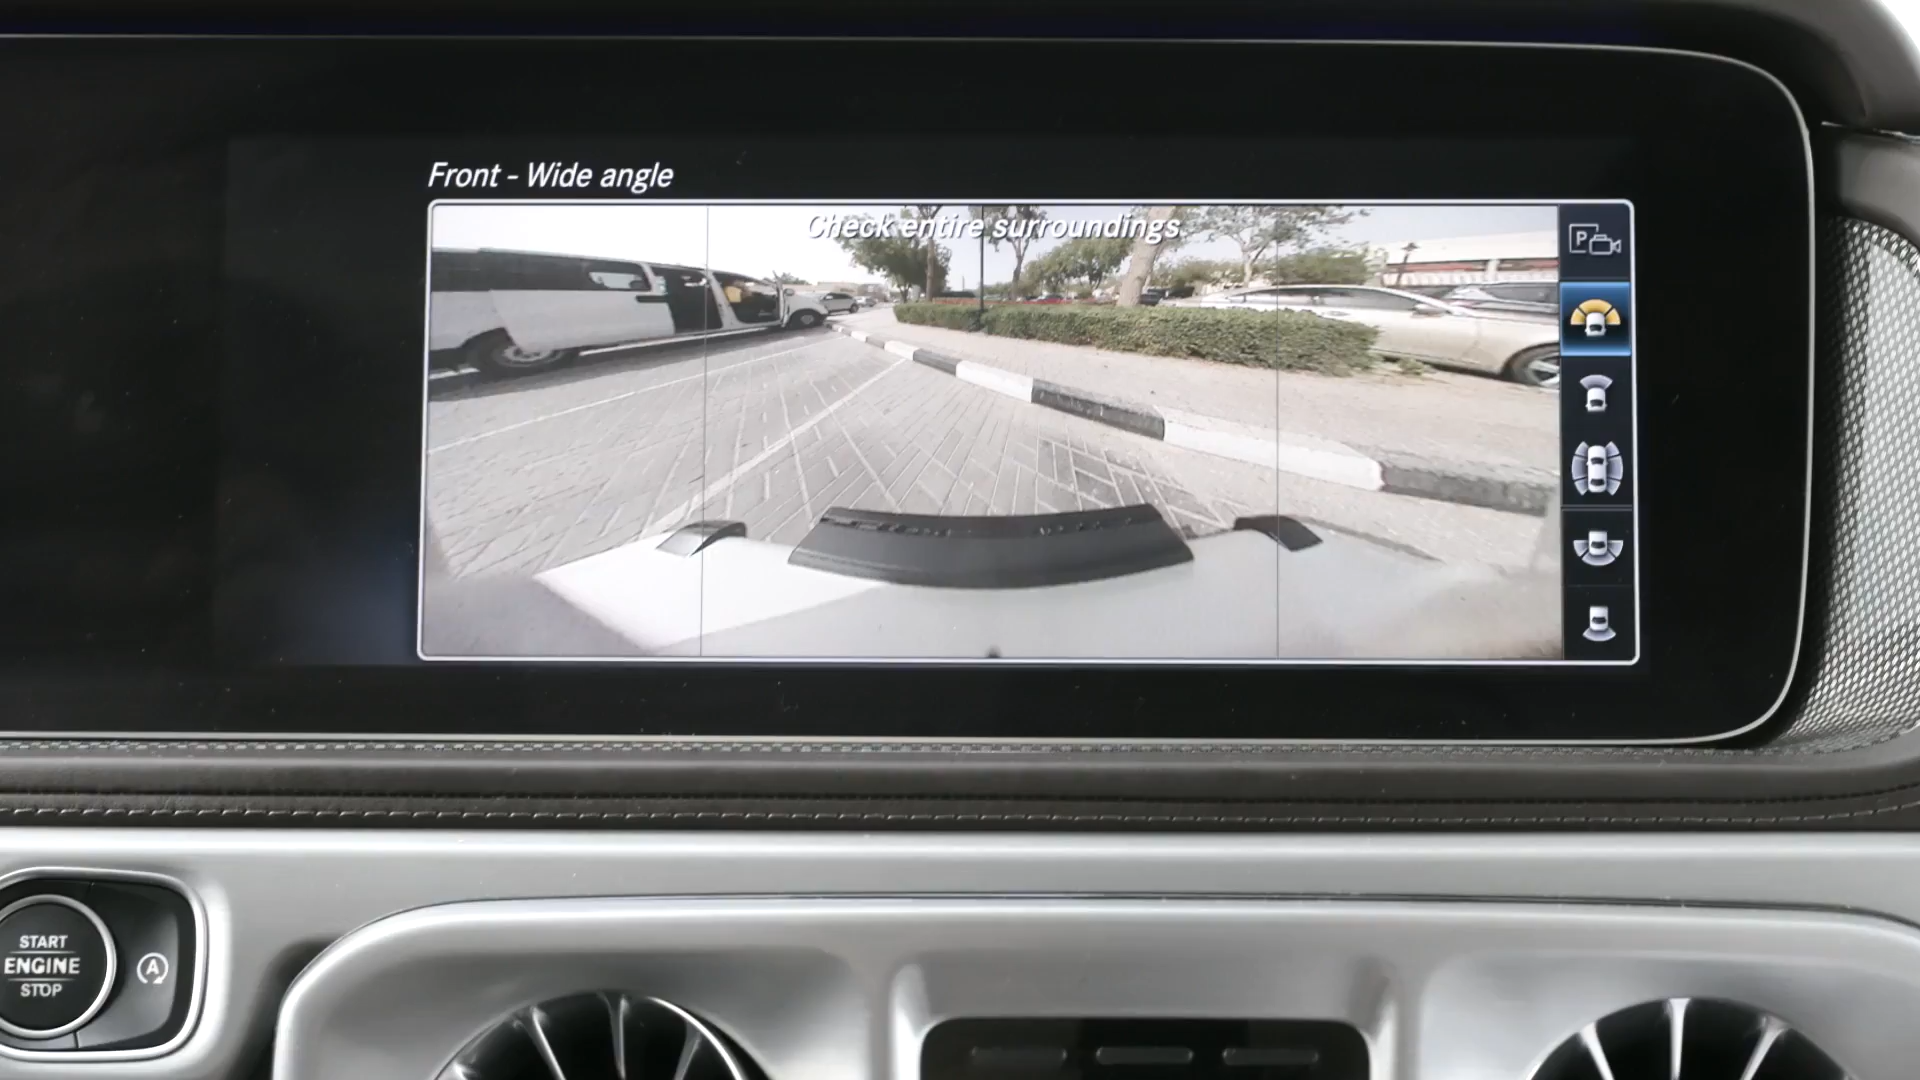 Front - Wide angle
Check entire surroundings
P
START
ENGINE
STOP
A